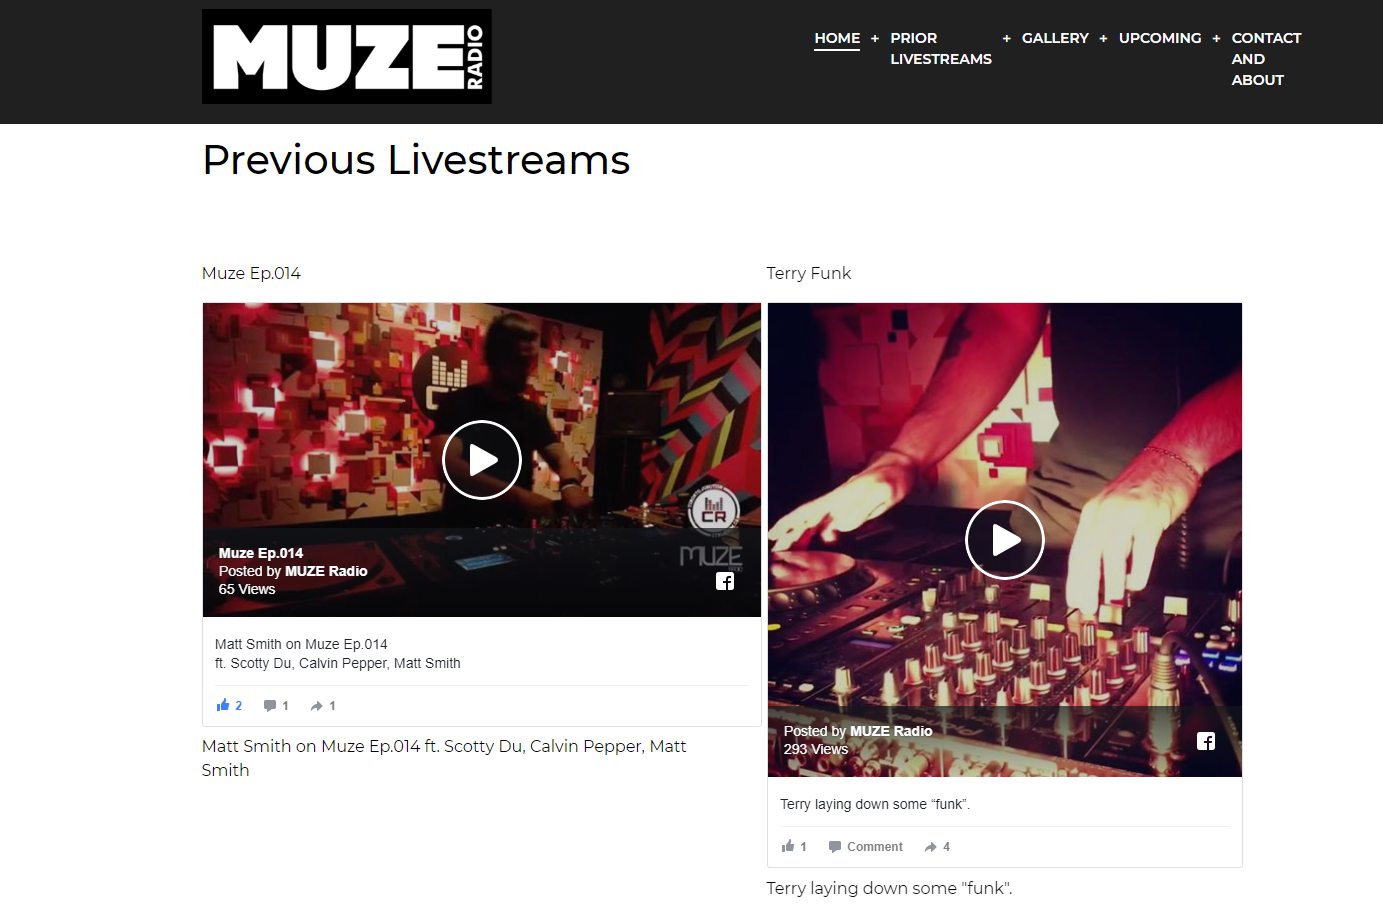 MUZE RADIO
HOME + PRIOR LIVESTREAMS + GALLERY + UPCOMING + CONTACT AND ABOUT
Previous Livestreams
Muze Ep.014
CR
MUZE
Muze Ep.014
Posted by MUZE Radio
65 Views
Matt Smith on Muze Ep.014
ft. Scotty Du, Calvin Pepper, Matt Smith
2 1 1
Matt Smith on Muze Ep.014 ft. Scotty Du, Calvin Pepper, Matt
Smith
Terry Funk
Posted by MUZE Radio
293 Views
Terry laying down some “funk”.
1 Comment 4
Terry laying down some "funk".